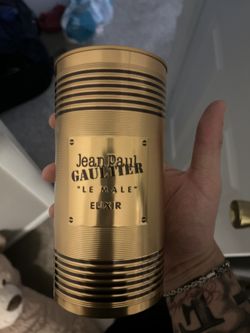 Jean Paul
GAULTIER
"LE MALE"
ELIXIR